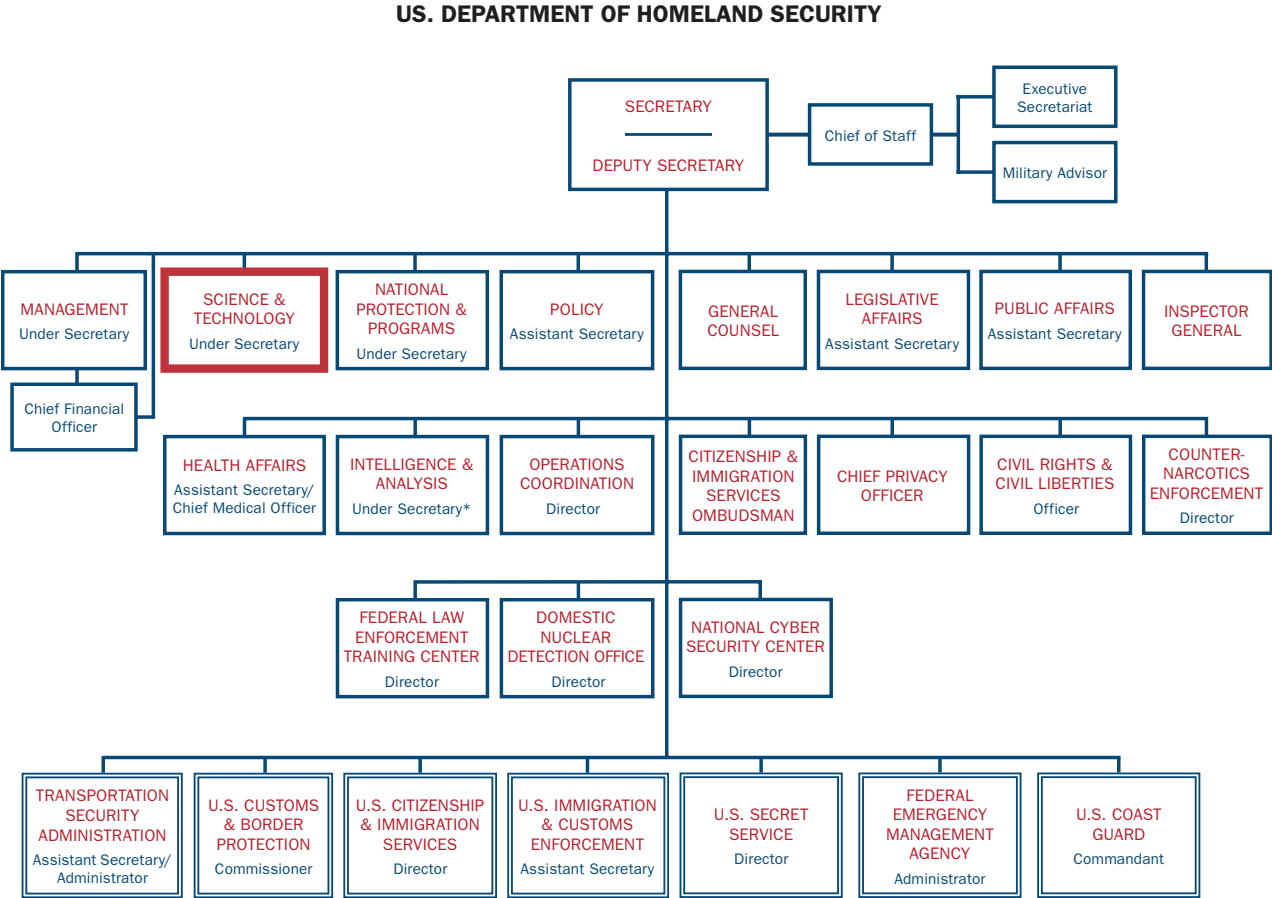 US. DEPARTMENT OF HOMELAND SECURITY
SECRETARY
DEPUTY SECRETARY
Chief of Staff
Executive
Secretariat
Military Advisor
MANAGEMENT
Under Secretary
Chief Financial
Officer
SCIENCE &
TECHNOLOGY
Under Secretary
NATIONAL
PROTECTION &
PROGRAMS
Under Secretary
POLICY
Assistant Secretary
GENERAL
COUNSEL
LEGISLATIVE
AFFAIRS
Assistant Secretary
PUBLIC AFFAIRS
Assistant Secretary
INSPECTOR
GENERAL
HEALTH AFFAIRS
Assistant Secretary/
Chief Medical Officer
INTELLIGENCE &
ANALYSIS
Under Secretary*
OPERATIONS
COORDINATION
Director
CITIZENSHIP &
IMMIGRATION
SERVICES
OMBUDSMAN
CHIEF PRIVACY
OFFICER
CIVIL RIGHTS &
CIVIL LIBERTIES
Officer
COUNTER-
NARCOTICS
ENFORCEMENT
Director
FEDERAL LAW
ENFORCEMENT
TRAINING CENTER
Director
DOMESTIC
NUCLEAR
DETECTION OFFICE
Director
NATIONAL CYBER
SECURITY CENTER
Director
TRANSPORTATION
SECURITY
ADMINISTRATION
Assistant Secretary/
Administrator
U.S. CUSTOMS
& BORDER
PROTECTION
Commissioner
U.S. CITIZENSHIP
& IMMIGRATION
SERVICES
Director
U.S. IMMIGRATION
& CUSTOMS
ENFORCEMENT
Assistant Secretary
U.S. SECRET
SERVICE
Director
FEDERAL
EMERGENCY
MANAGEMENT
AGENCY
Administrator
U.S. COAST
GUARD
Commandant